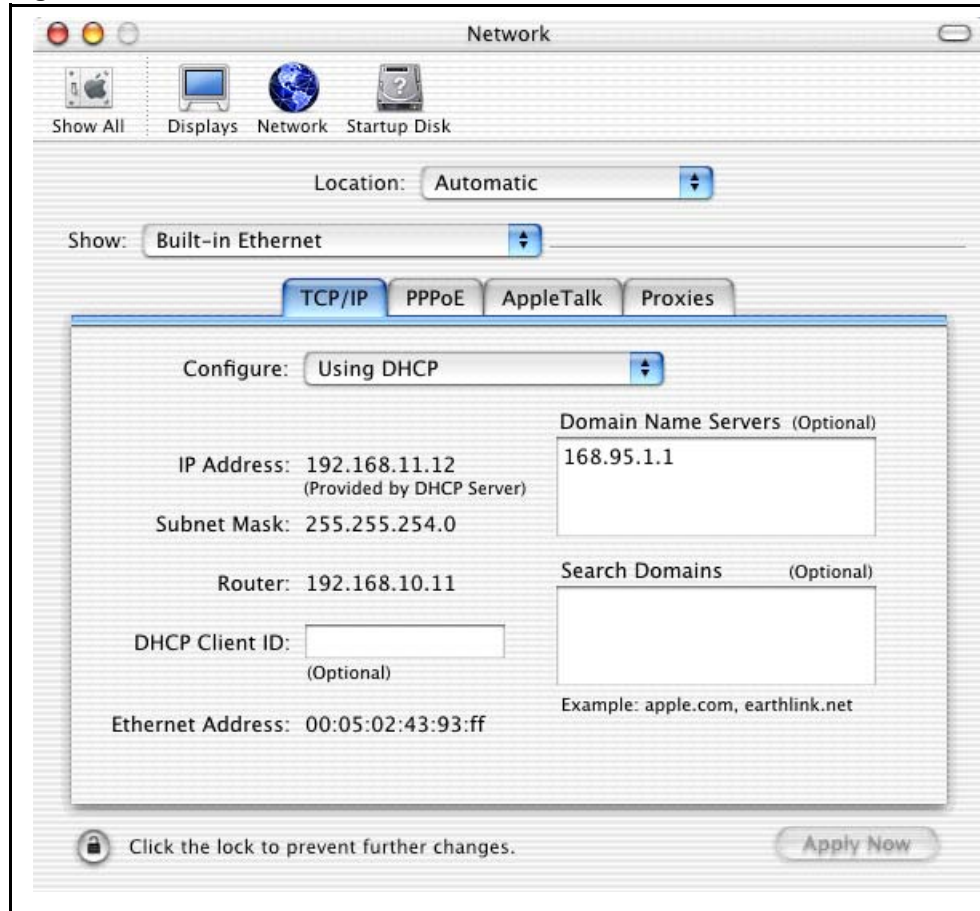 Network
Show All
Displays
Network
Startup Disk
Location: Automatic
Show: Built-in Ethernet
TCP/IP
PPPoE
AppleTalk
Proxies
Configure: Using DHCP
Domain Name Servers (Optional)
168.95.1.1
IP Address: 192.168.11.12
(Provided by DHCP Server)
Subnet Mask: 255.255.254.0
Router: 192.168.10.11
Search Domains (Optional)
DHCP Client ID:
(Optional)
Example: apple.com, earthlink.net
Ethernet Address: 00:05:02:43:93:ff
Click the lock to prevent further changes.
Apply Now